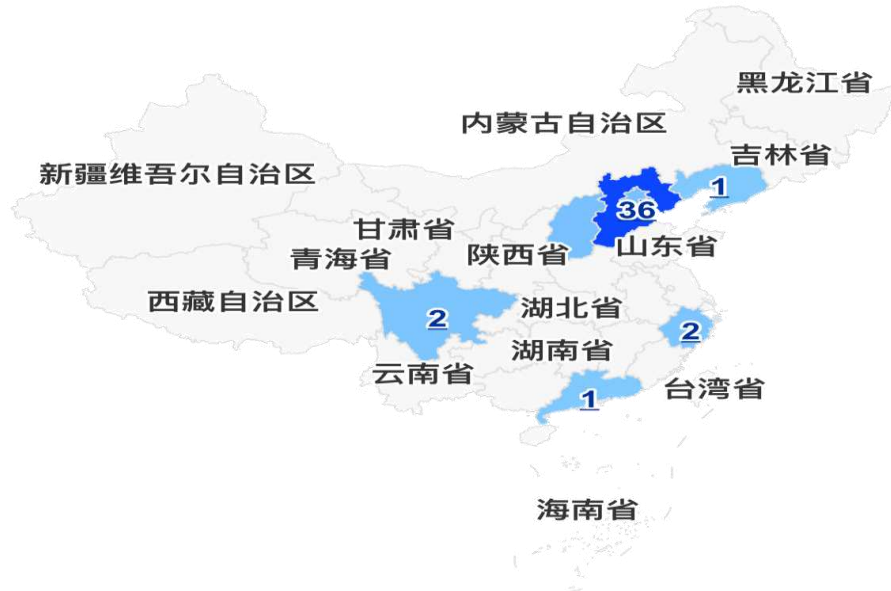 黑龙江省
内蒙古自治区
吉林省
新疆维吾尔自治区
1
36
甘肃省
陕西省
山东省
青海省
西藏自治区
湖北省
2
2
湖南省
云南省
台湾省
1
海南省